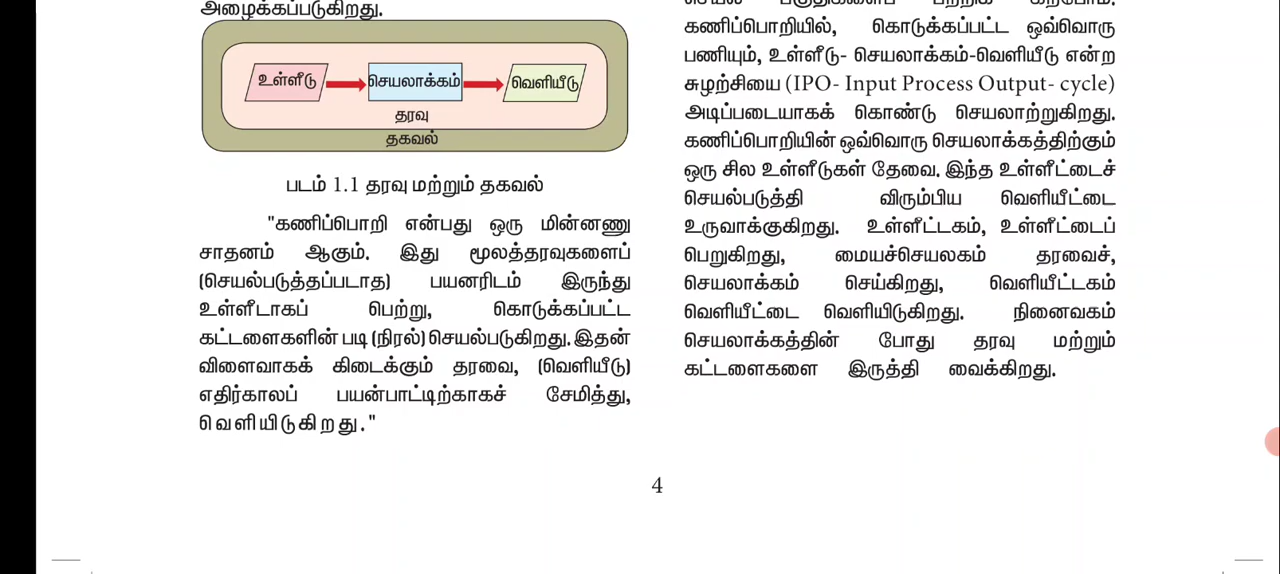 அழைக்கப்படுகிறது.
உள்ளீடு செயலாக்கம் வெளியீடு
தரவு
தகவல்
படம் 1.1 தரவு மற்றும் தகவல்
"கணிப்பொறி என்பது ஒரு மின்னணு
சாதனம் ஆகும். இது மூலத்தரவுகளைப்
(செயல்படுத்தப்படாத) பயனரிடம் இருந்து
உள்ளீடாகப் பெற்று, கொடுக்கப்பட்ட
கட்டளைகளின் படி (நிரல்) செயல்படுகிறது. இதன்
விளைவாகக் கிடைக்கும் தரவை, (வெளியீடு)
எதிர்காலப் பயன்பாட்டிற்காகச் சேமித்து,
வெளியிடுகிறது."
செயல் பகுதிகளைப் பற்றிக் கற்போம்.
கணிப்பொறியில், கொடுக்கப்பட்ட ஒவ்வொரு
பணியும், உள்ளீடு- செயலாக்கம்-வெளியீடு என்ற
சுழற்சியை (IPO- Input Process Output- cycle)
அடிப்படையாகக் கொண்டு செயலாற்றுகிறது.
கணிப்பொறியின் ஒவ்வொரு செயலாக்கத்திற்கும்
ஒரு சில உள்ளீடுகள் தேவை. இந்த உள்ளீட்டைச்
செயல்படுத்தி விரும்பிய வெளியீட்டை
உருவாக்குகிறது. உள்ளீட்டகம், உள்ளீட்டைப்
பெறுகிறது, மையச்செயலகம் தரவைச்,
செயலாக்கம் செய்கிறது, வெளியீட்டகம்
வெளியீட்டை வெளியிடுகிறது. நினைவகம்
செயலாக்கத்தின் போது தரவு மற்றும்
கட்டளைகளை இருத்தி வைக்கிறது.
4